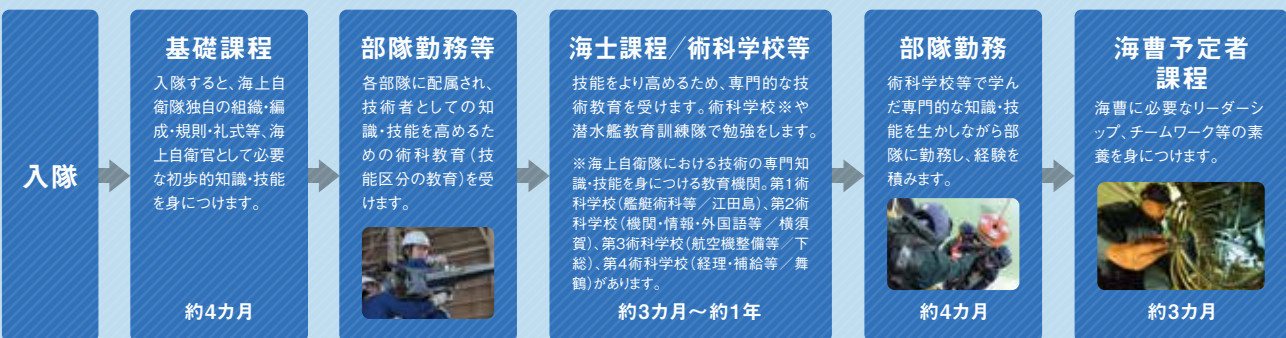 入隊
基礎課程
入隊すると、海上自
衛隊独自の組織・編
成・規則・礼式等、海
上自衛官として必要
な初歩的知識・技能
を身につけます。
約4カ月
部隊勤務等
各部隊に配属され、
技術者としての知
識・技能を高めるた
めの術科教育（技
能区分の教育）を受
けます。
海士課程／術科学校等
技能をより高めるため、専門的な技
術教育を受けます。術科学校※や
潜水艦教育訓練隊で勉強をします。
※海上自衛隊における技術の専門知
識・技能を身につける教育機関。第1術
科学校（艦艇術科等／江田島）、第2術
科学校（機関・情報・外国語等／横須
賀）、第3術科学校（航空機整備等／下
総）、第4術科学校（経理・補給等／舞
鶴）があります。
約3カ月～約1年
部隊勤務
術科学校等で学ん
だ専門的な知識・技
能を生かしながら部
隊に勤務し、経験を
積みます。
約4カ月
海曹予定者
課程
海曹に必要なリーダーシ
ップ、チームワーク等の素
養を身につけます。
約3カ月